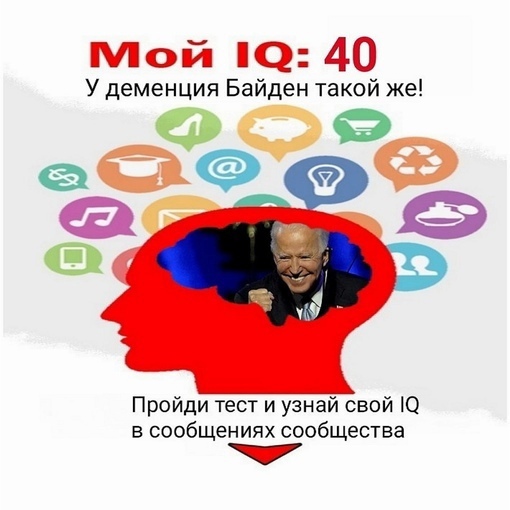 Мой IQ: 40
У деменция Байден такой же!
@
Пройди тест и узнай свой IQ
в сообщениях сообщества